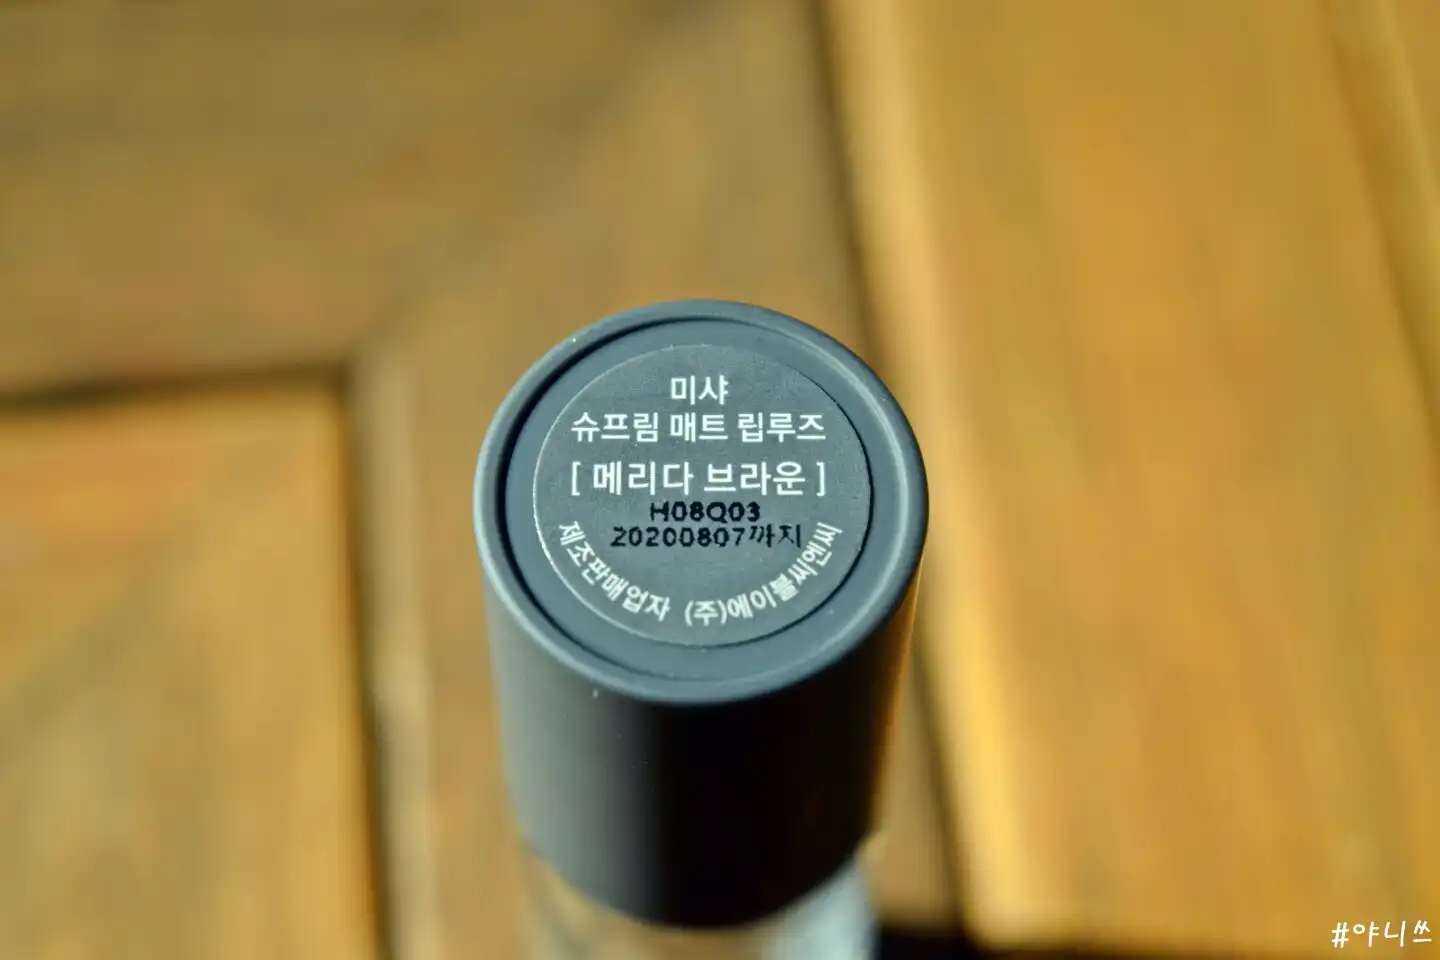 미샤
슈프림 매트 립루즈
[ 메리다 브라운 ]
H08Q03
20200807까지
제조판매업자 (주)에이블씨엔씨
#야니쓰